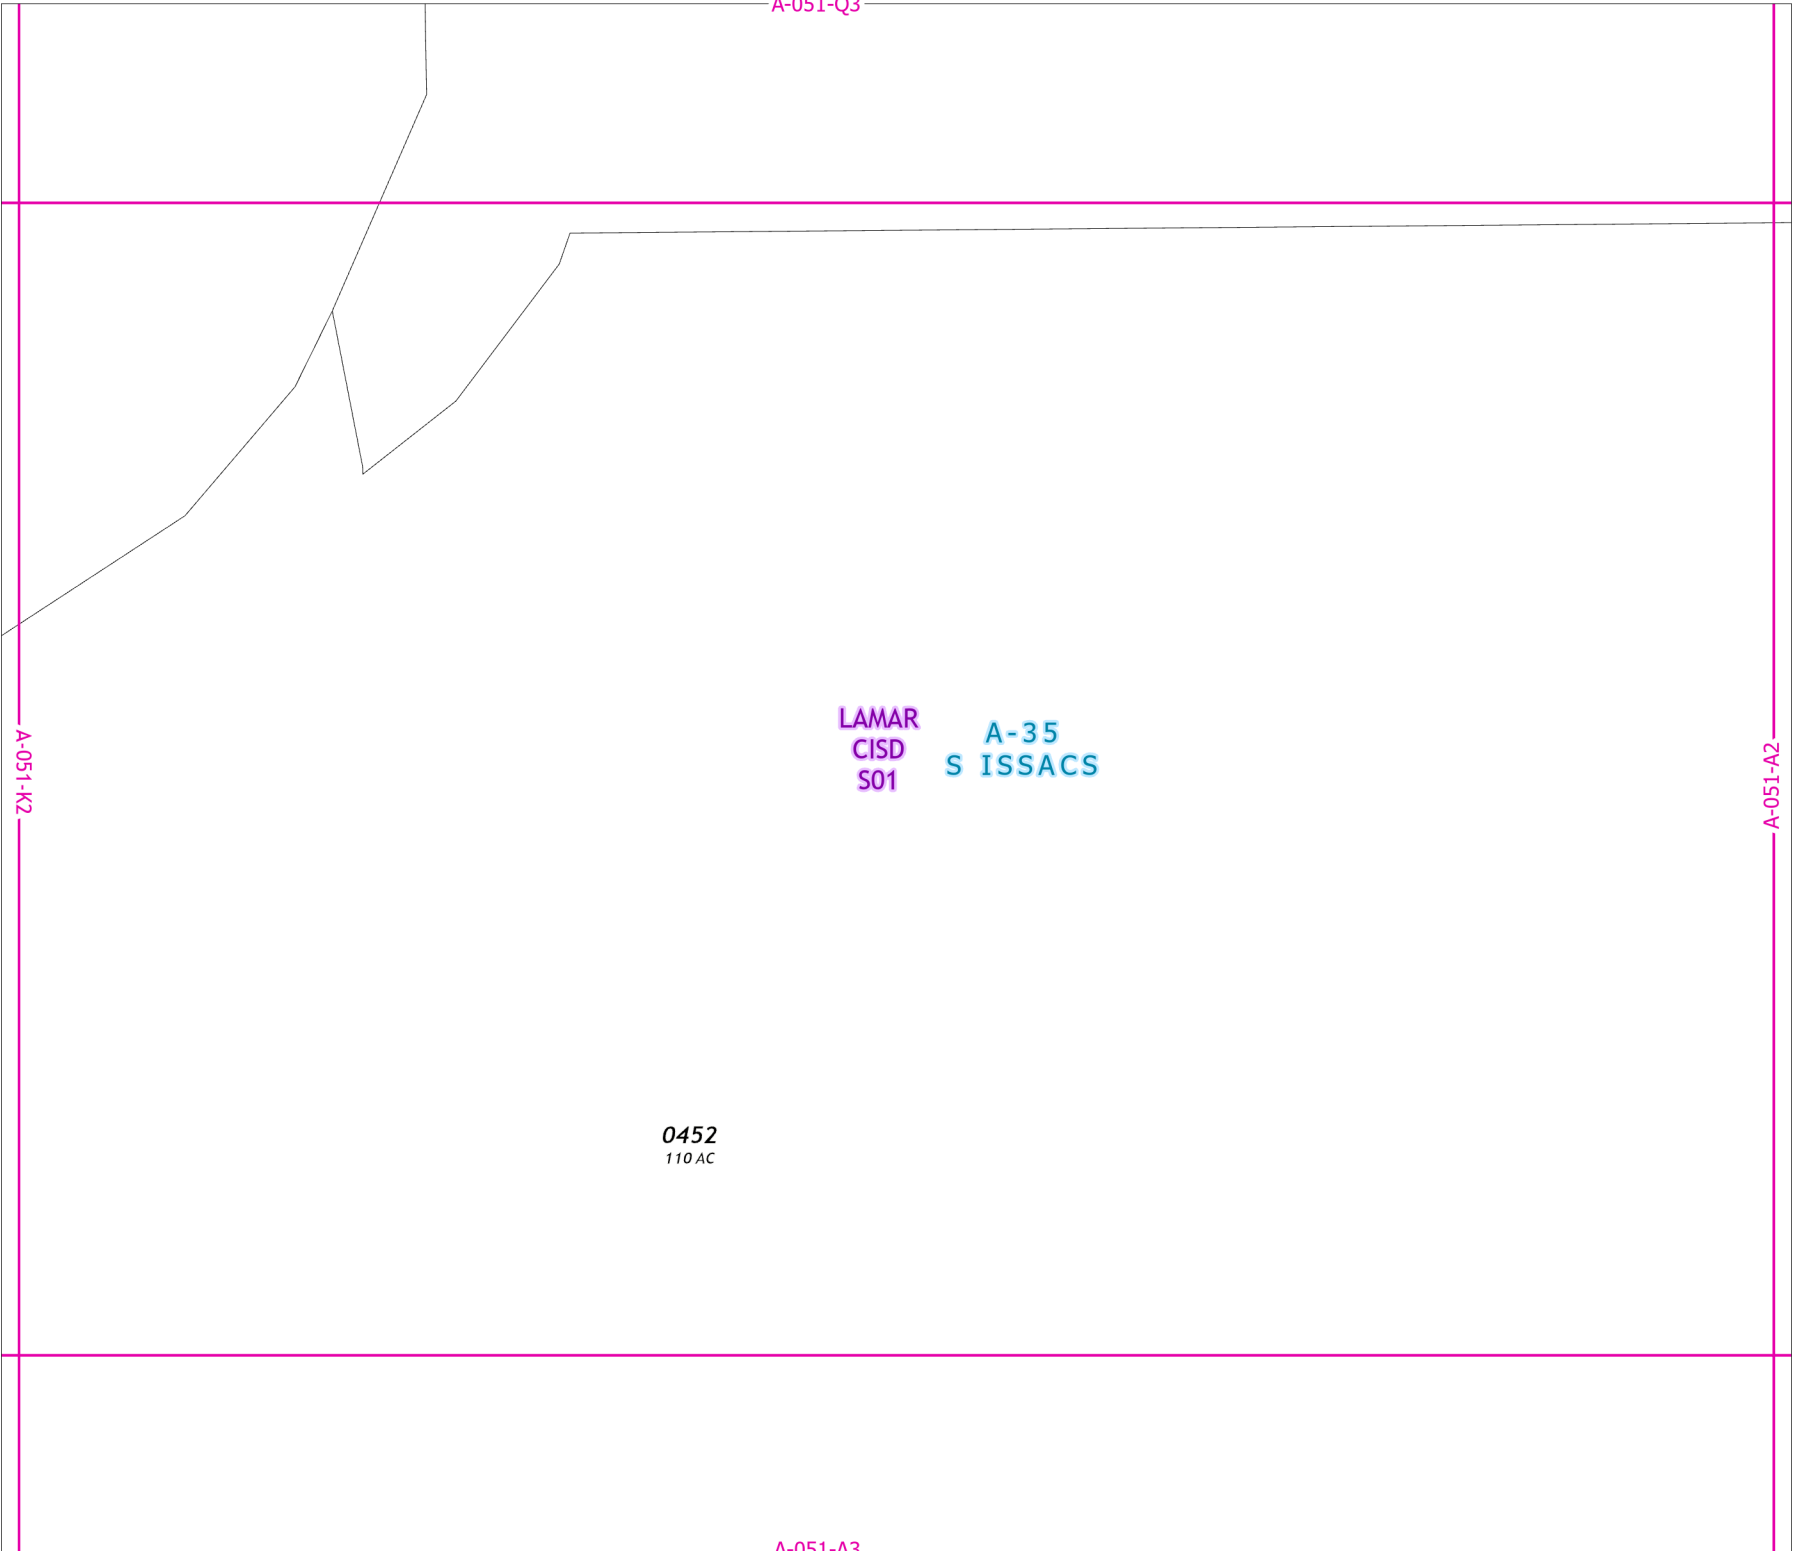 A-051-Q3
LAMAR
CISD
S01
A-35
S ISSACS
A-051-K2
A-051-A2
0452
110 AC
A-051-A3